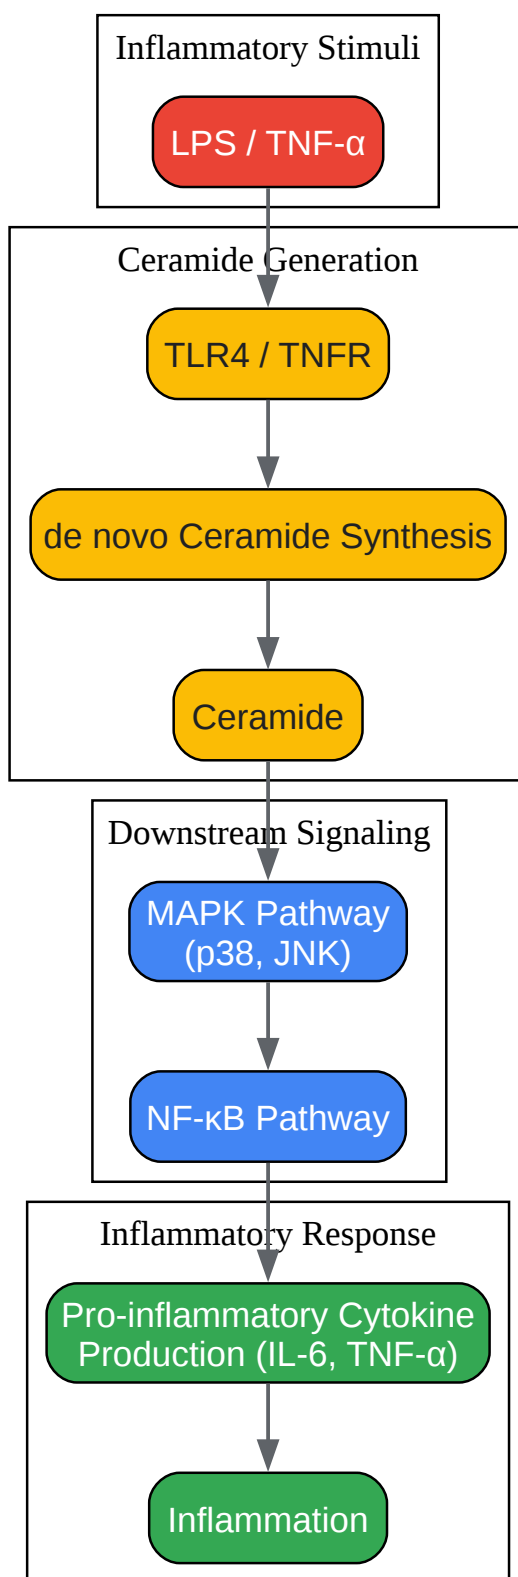 Inflammatory Stimuli
LPS / TNF-α
Ceramide Generation
TLR4 / TNFR
de novo Ceramide Synthesis
Ceramide
Downstream Signaling
MAPK Pathway
(p38, JNK)
NF-κB Pathway
Inflammatory Response
Pro-inflammatory Cytokine
Production (IL-6, TNF-α)
Inflammation